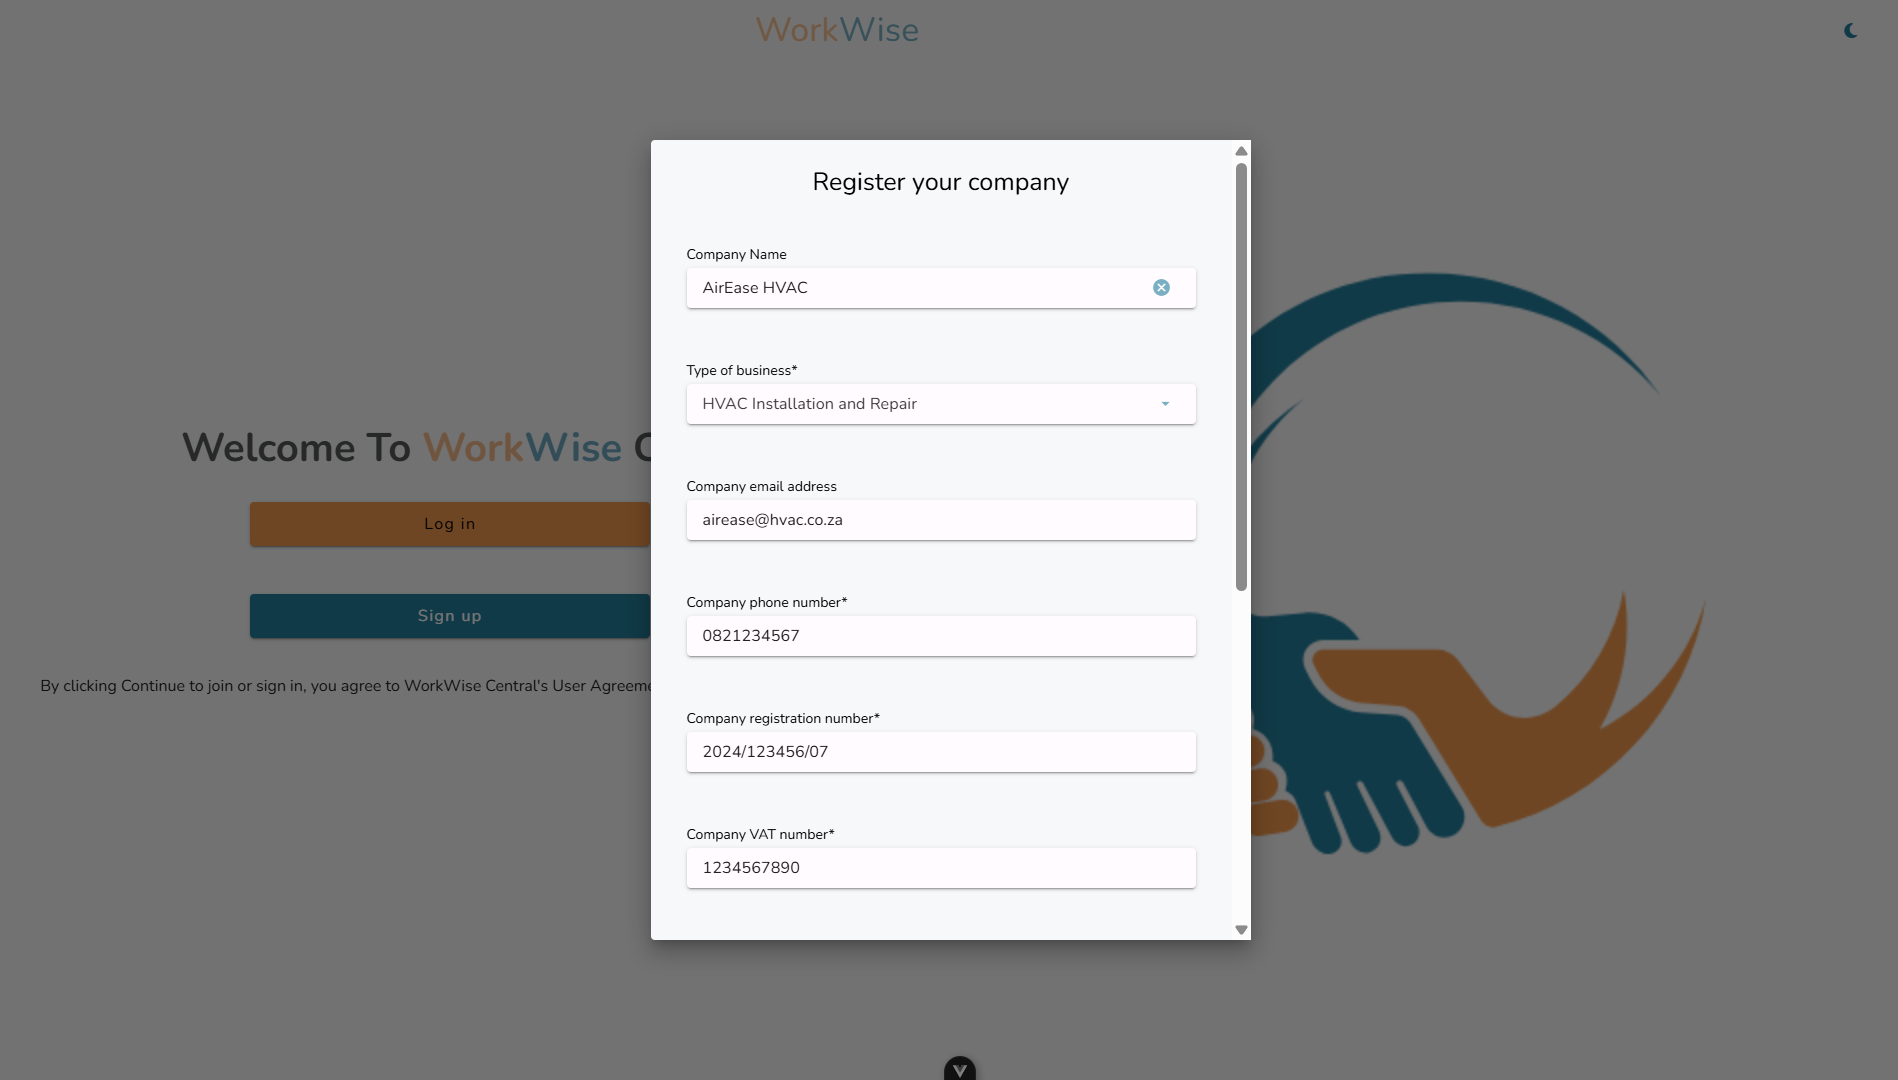 WorkWise
Register your company
Company Name
AirEase HVAC
Type of business*
HVAC Installation and Repair
Company email address
airease@hvac.co.za
Company phone number*
0821234567
Company registration number*
2024/123456/07
Company VAT number*
1234567890
Welcome To WorkWise
Log in
Sign up
By clicking Continue to join or sign in, you agree to WorkWise Central's User